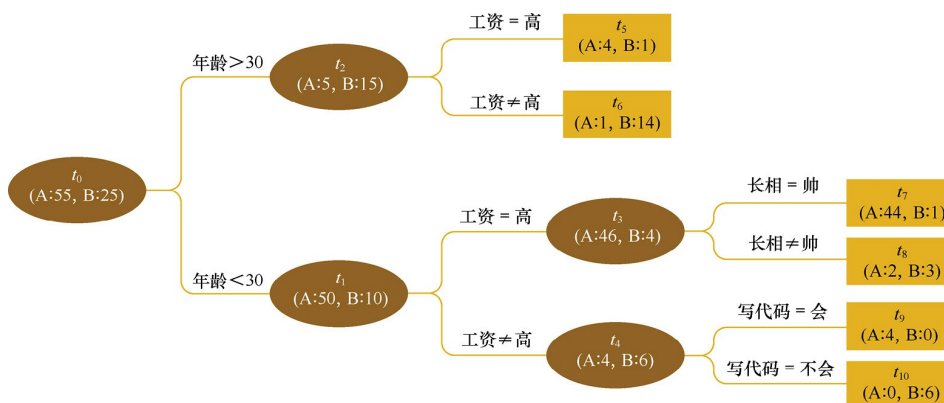 工资 = 高
t5
(A:4, B:1)
年龄>30
t2
(A:5, B:15)
工资≠高
t6
(A:1, B:14)
t0
(A:55, B:25)
长相 = 帅
t7
(A:44, B:1)
工资 = 高
t3
(A:46, B:4)
长相≠帅
t8
(A:2, B:3)
年龄<30
t1
(A:50, B:10)
写代码 = 会
t9
(A:4, B:0)
工资≠高
t4
(A:4, B:6)
写代码 = 不会
t10
(A:0, B:6)